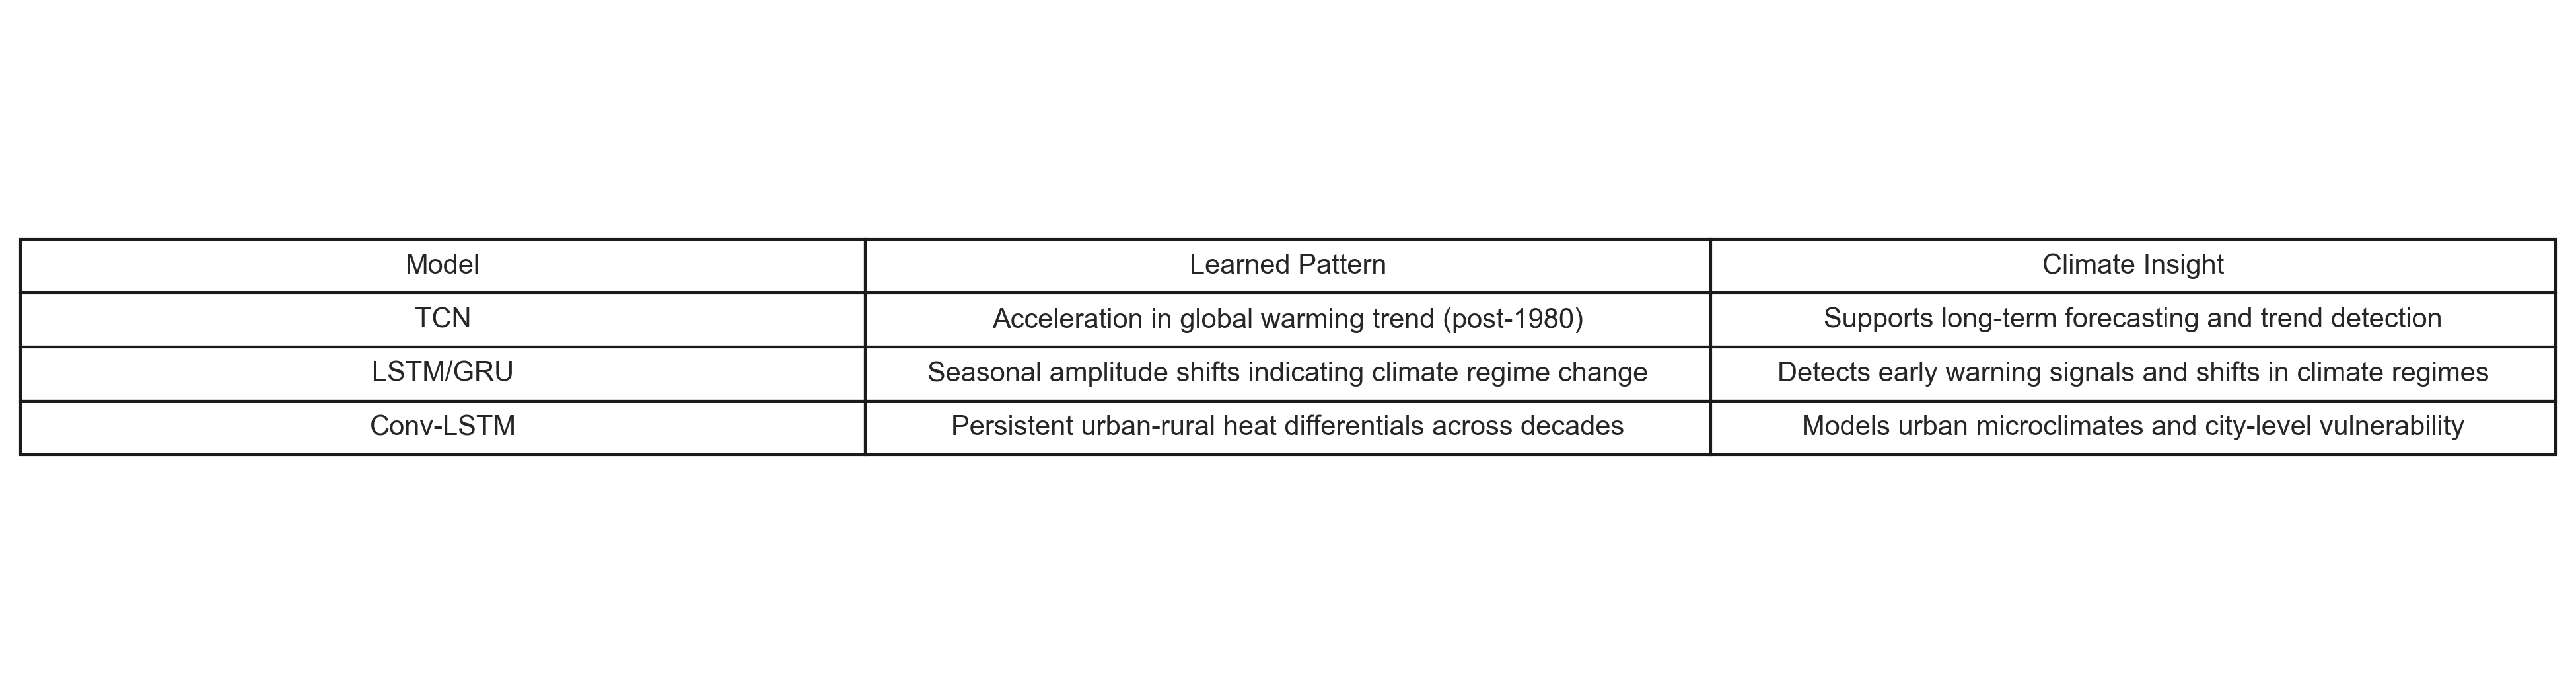 Model Learned Pattern Climate Insight
TCN Acceleration in global warming trend (post-1980) Supports long-term forecasting and trend detection
LSTM/GRU Seasonal amplitude shifts indicating climate regime change Detects early warning signals and shifts in climate regimes
Conv-LSTM Persistent urban-rural heat differentials across decades Models urban microclimates and city-level vulnerability